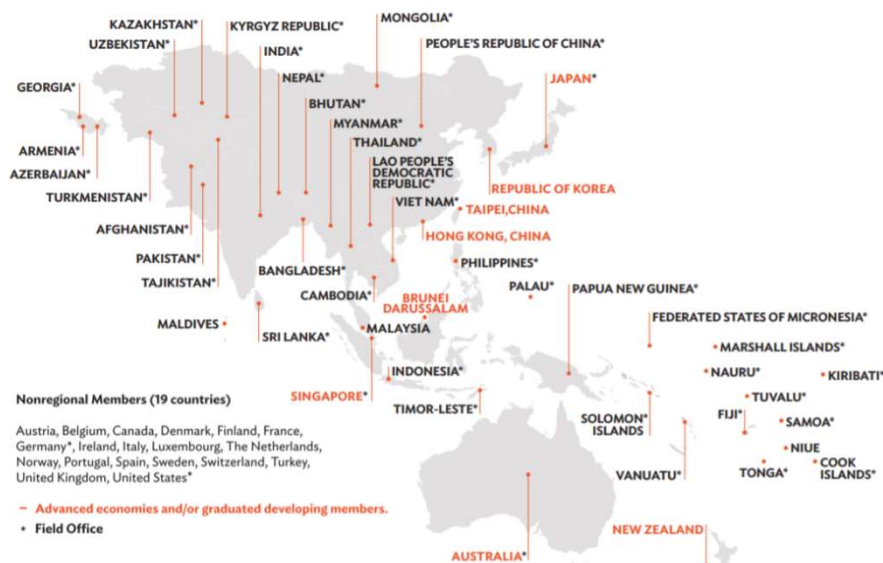 MONGOLIA*
KAZAKHSTAN*
KYRGYZ REPUBLIC*
UZBEKISTAN*
PEOPLE'S REPUBLIC OF CHINA*
INDIA*
NEPAL*
JAPAN*
GEORGIA*
BHUTAN*
MYANMAR*
THAILAND*
ARMENIA*
LAO PEOPLE'S
DEMOCRATIC
REPUBLIC*
AZERBAIJAN*
REPUBLIC OF KOREA
TURKMENISTAN*
VIET NAM*
TAIPEI,CHINA
AFGHANISTAN*
HONG KONG, CHINA
PAKISTAN*
PHILIPPINES*
BANGLADESH*
TAJIKISTAN*
PALAU*
PAPUA NEW GUINEA*
CAMBODIA*
BRUNEI
DARUSSALAM
FEDERATED STATES OF MICRONESIA*
MALDIVES
MALAYSIA
SRI LANKA*
MARSHALL ISLANDS*
INDONESIA*
NAURU*
KIRIBATI*
SINGAPORE*
TUVALU*
TIMOR-LESTE*
SOLOMON*
ISLANDS
FIJI*
SAMOA*
NIUE
VANUATU*
TONGA*
COOK
ISLANDS*
Nonregional Members (19 countries)
Austria, Belgium, Canada, Denmark, Finland, France,
Germany*, Ireland, Italy, Luxembourg, The Netherlands,
Norway, Portugal, Spain, Sweden, Switzerland, Turkey,
United Kingdom, United States*
– Advanced economies and/or graduated developing members.
* Field Office
NEW ZEALAND
AUSTRALIA*